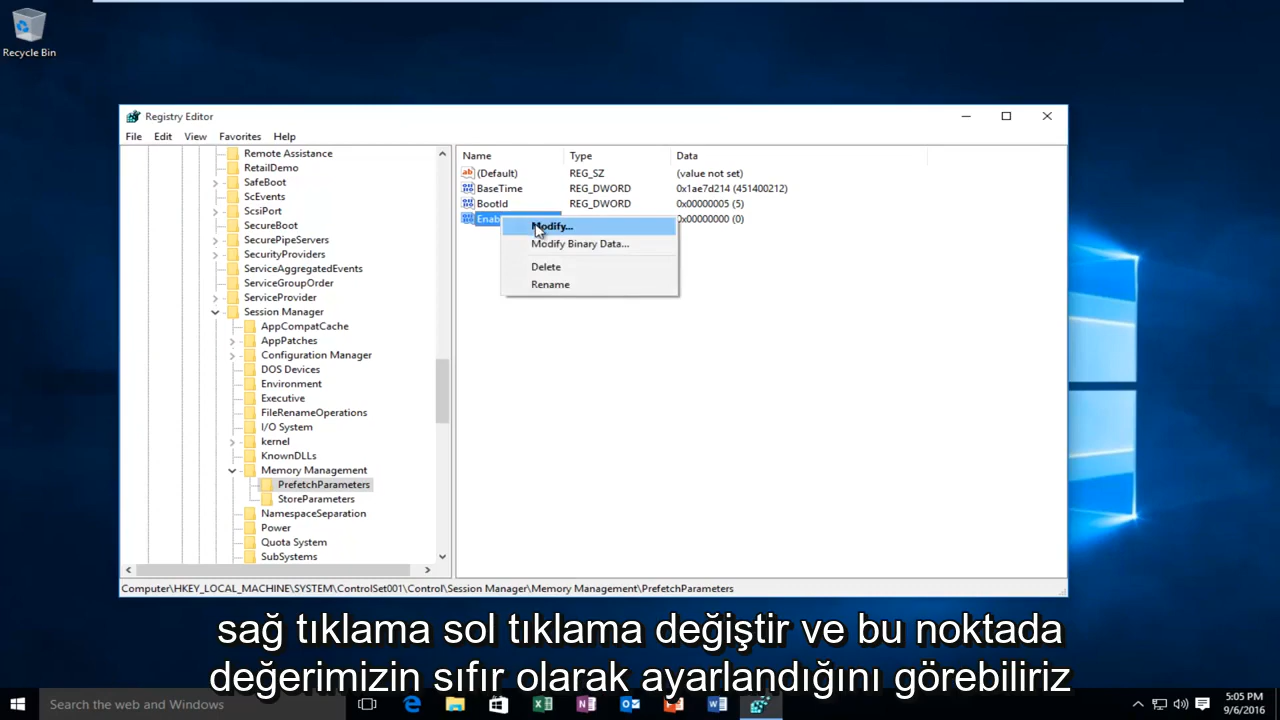 Recycle Bin
Registry Editor
File Edit View Favorites Help
Remote Assistance
RetailDemo
SafeBoot
ScEvents
ScsiPort
SecureBoot
SecurePipeServers
SecurityProviders
ServiceAggregatedEvents
ServiceGroupOrder
ServiceProvider
Session Manager
AppCompatCache
AppPatches
Configuration Manager
DOS Devices
Environment
Executive
FileRenameOperations
I/O System
kernel
KnownDLLs
Memory Management
PrefetchParameters
StoreParameters
NamespaceSeparation
Power
Quota System
SubSystems
Name Type Data
(Default) REG_SZ (value not set)
BaseTime REG_DWORD 0x1ae7d214 (451400212)
BootId REG_DWORD 0x00000005 (5)
0x00000000 (0)
Modify...
Modify Binary Data...
Delete
Rename
Computer\HKEY_LOCAL_MACHINE\SYSTEM\ControlSet001\Control\Session Manager\Memory Management\PrefetchParameters
sağ tıklama sol tıklama değiştir ve bu noktada
değerimizin sıfır olarak ayarlandığını görebiliriz
Search the web and Windows
5:05 PM
9/6/2016